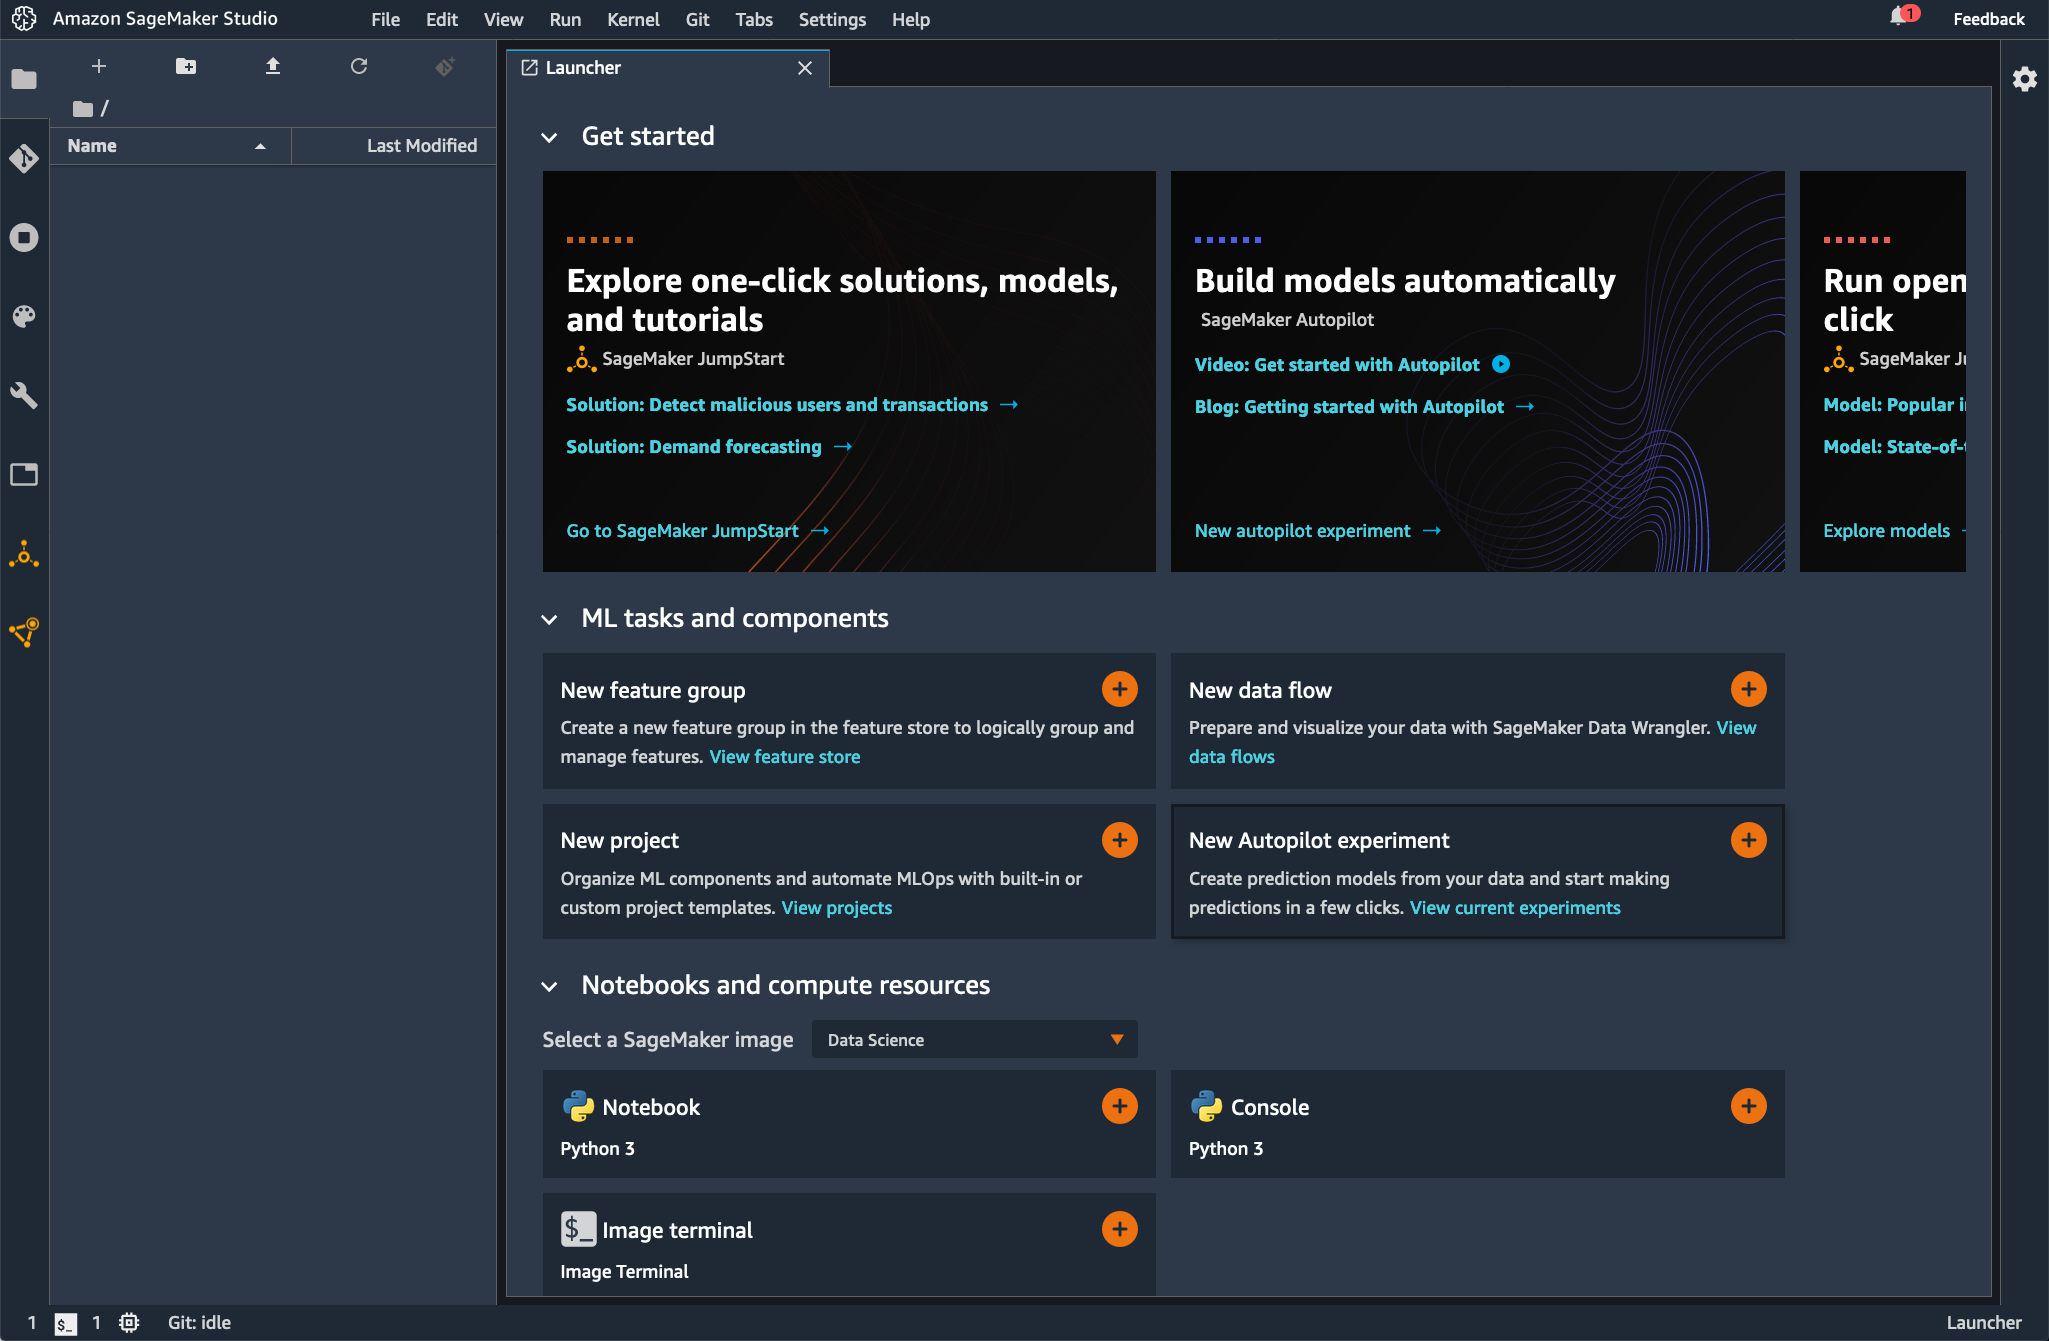 Amazon SageMaker Studio File Edit View Run Kernel Git Tabs Settings Help 1 Feedback
/
Name Last Modified
Launcher
Get started
Explore one-click solutions, models,
and tutorials
SageMaker JumpStart
Solution: Detect malicious users and transactions
Solution: Demand forecasting
Go to SageMaker JumpStart
Build models automatically
SageMaker Autopilot
Video: Get started with Autopilot
Blog: Getting started with Autopilot
New autopilot experiment
Run open
click
SageMaker Ju
Model: Popular i
Model: State-of-
Explore models
ML tasks and components
New feature group
Create a new feature group in the feature store to logically group and
manage features. View feature store
New data flow
Prepare and visualize your data with SageMaker Data Wrangler. View
data flows
New project
Organize ML components and automate MLOps with built-in or
custom project templates. View projects
New Autopilot experiment
Create prediction models from your data and start making
predictions in a few clicks. View current experiments
Notebooks and compute resources
Select a SageMaker image Data Science
Notebook
Python 3
Console
Python 3
$_ Image terminal
Image Terminal
1 $_ 1 Git: idle Launcher